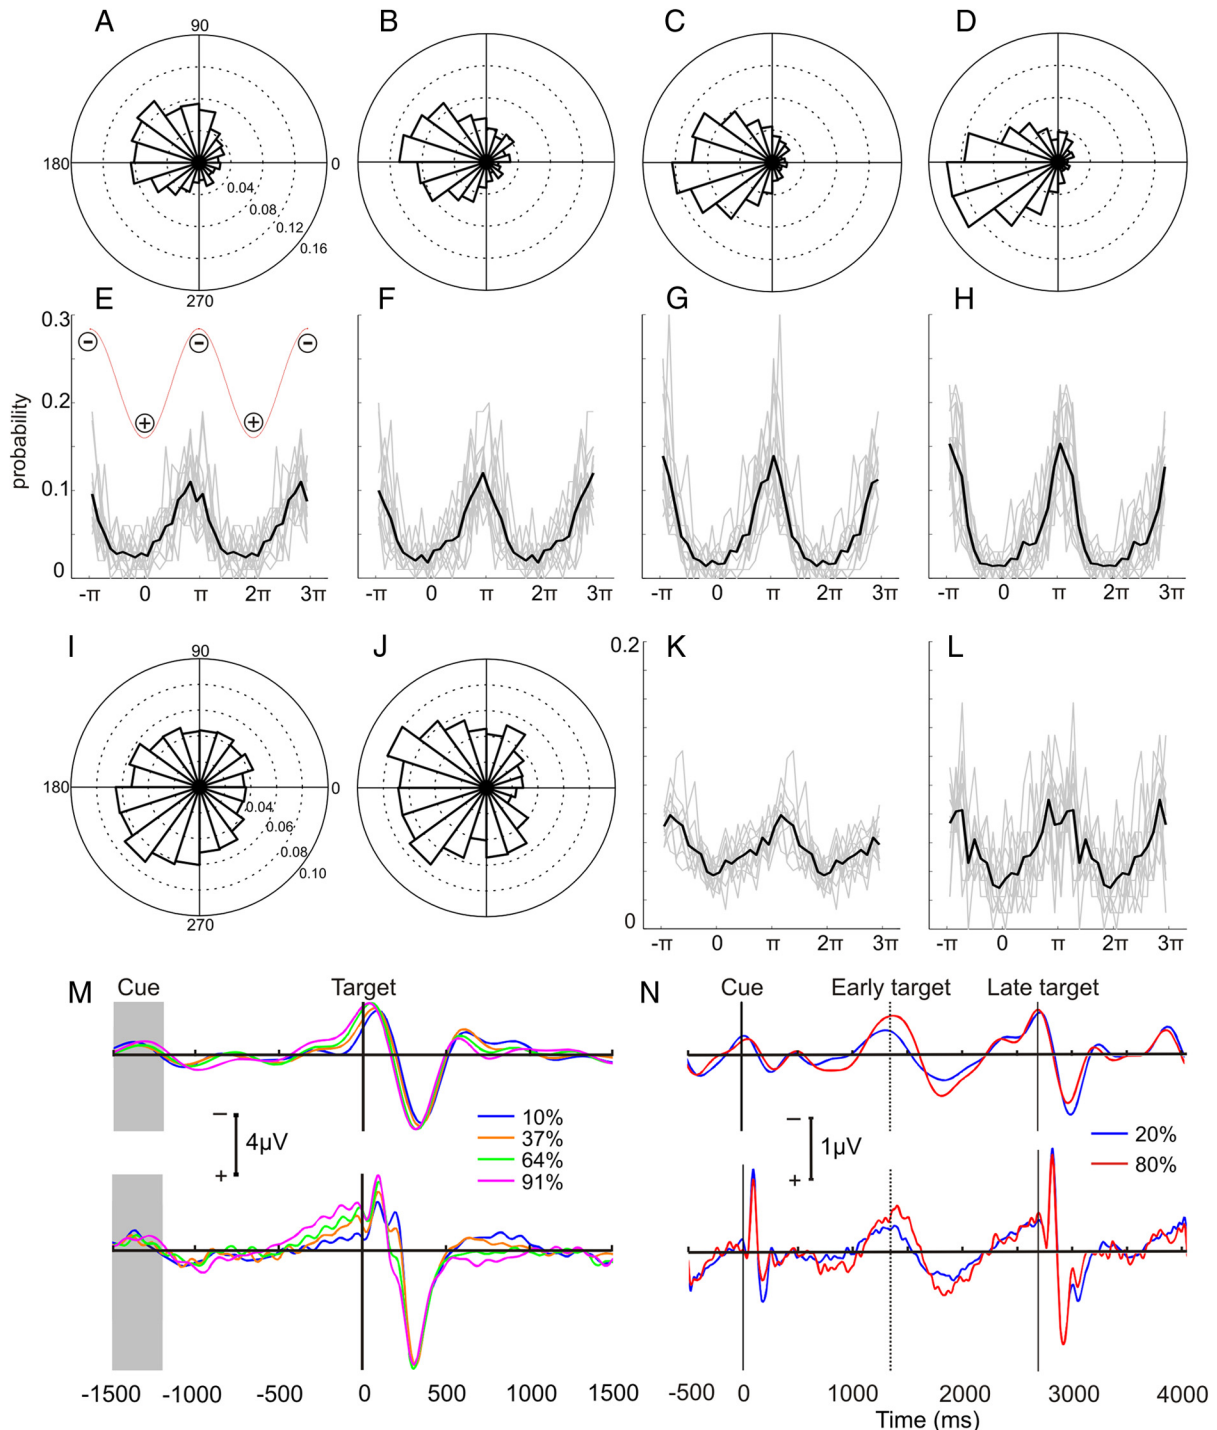 A B C D
90
180 0
0.04
0.08
0.12
0.16
270
E F G H
0.3
− − −
0.2
+ +
probability
0.1
0
-π 0 π 2π 3π -π 0 π 2π 3π -π 0 π 2π 3π -π 0 π 2π 3π
I J K L
90
0.2
180 0
0.04
0.06
0.08
0.10
270
0
-π 0 π 2π 3π -π 0 π 2π 3π
M Cue Target N Cue Early target Late target
−
4μV
+
10%
37%
64%
91%
−
1μV
+
20%
80%
-1500 -1000 -500 0 500 1000 1500 -500 0 1000 2000 3000 4000
Time (ms)